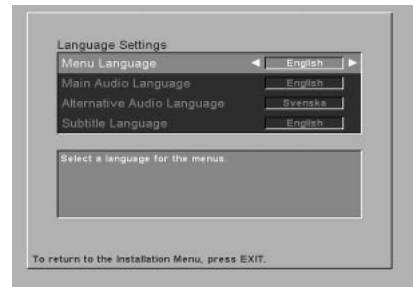 Language Settings
Menu Language English
Main Audio Language English
Alternative Audio Language Svenska
Subtitle Language English
Select a language for the menus.
To return to the Installation Menu, press EXIT.